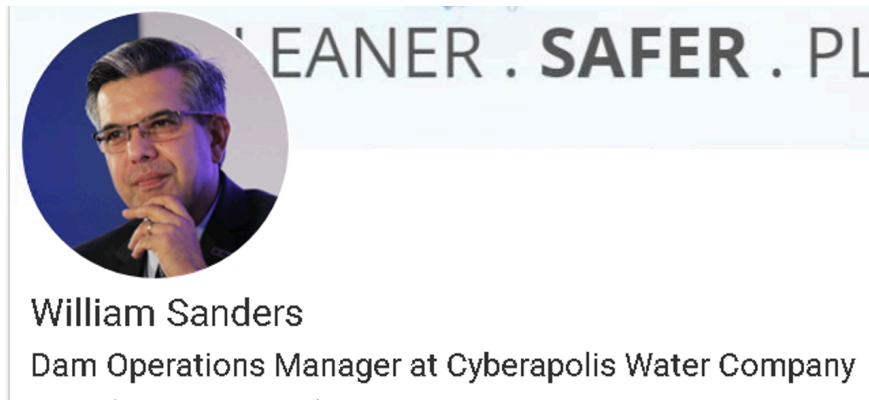 LEANER . SAFER . PL
William Sanders
Dam Operations Manager at Cyberapolis Water Company